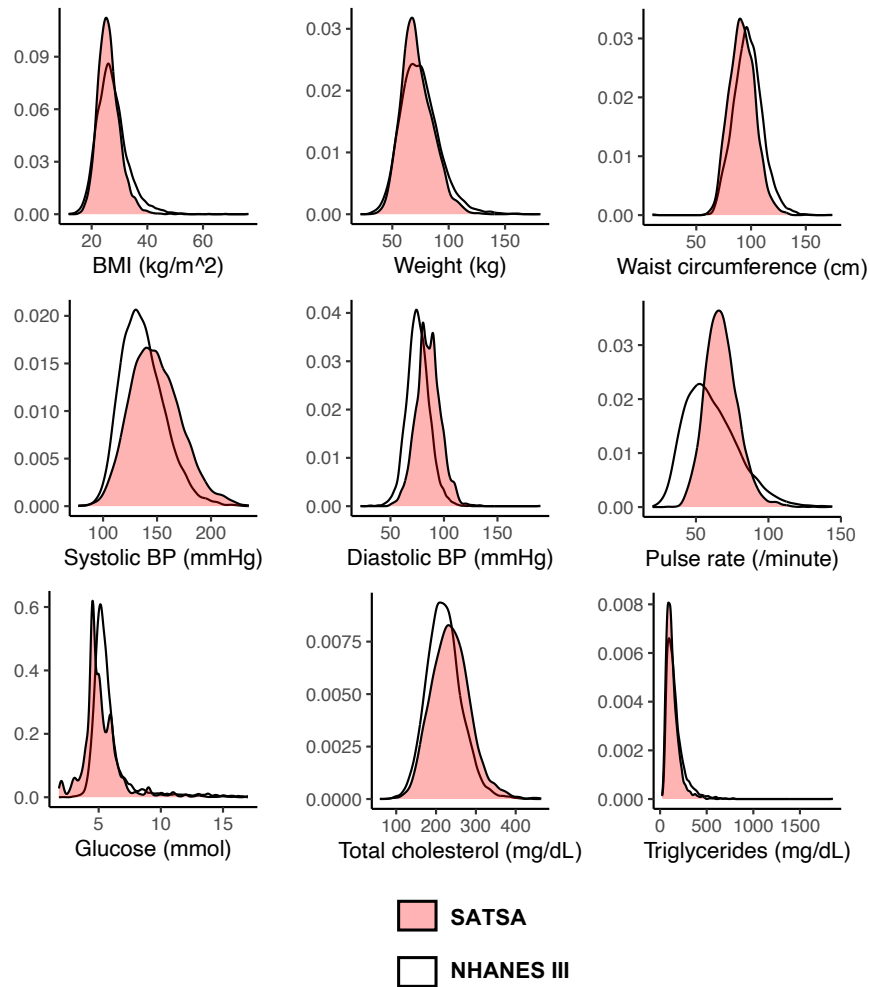 0.09
0.06
0.03
0.00
20 40 60
BMI (kg/m^2)
0.03
0.02
0.01
0.00
50 100 150
Weight (kg)
0.03
0.02
0.01
0.00
50 100 150
Waist circumference (cm)
0.020
0.015
0.010
0.005
0.000
100 150 200
Systolic BP (mmHg)
0.04
0.03
0.02
0.01
0.00
50 100 150
Diastolic BP (mmHg)
0.03
0.02
0.01
0.00
50 100 150
Pulse rate (/minute)
0.6
0.4
0.2
0.0
5 10 15
Glucose (mmol)
0.0075
0.0050
0.0025
0.0000
100 200 300 400
Total cholesterol (mg/dL)
0.008
0.006
0.004
0.002
0.000
0 500 1000 1500
Triglycerides (mg/dL)
SATSA
NHANES III